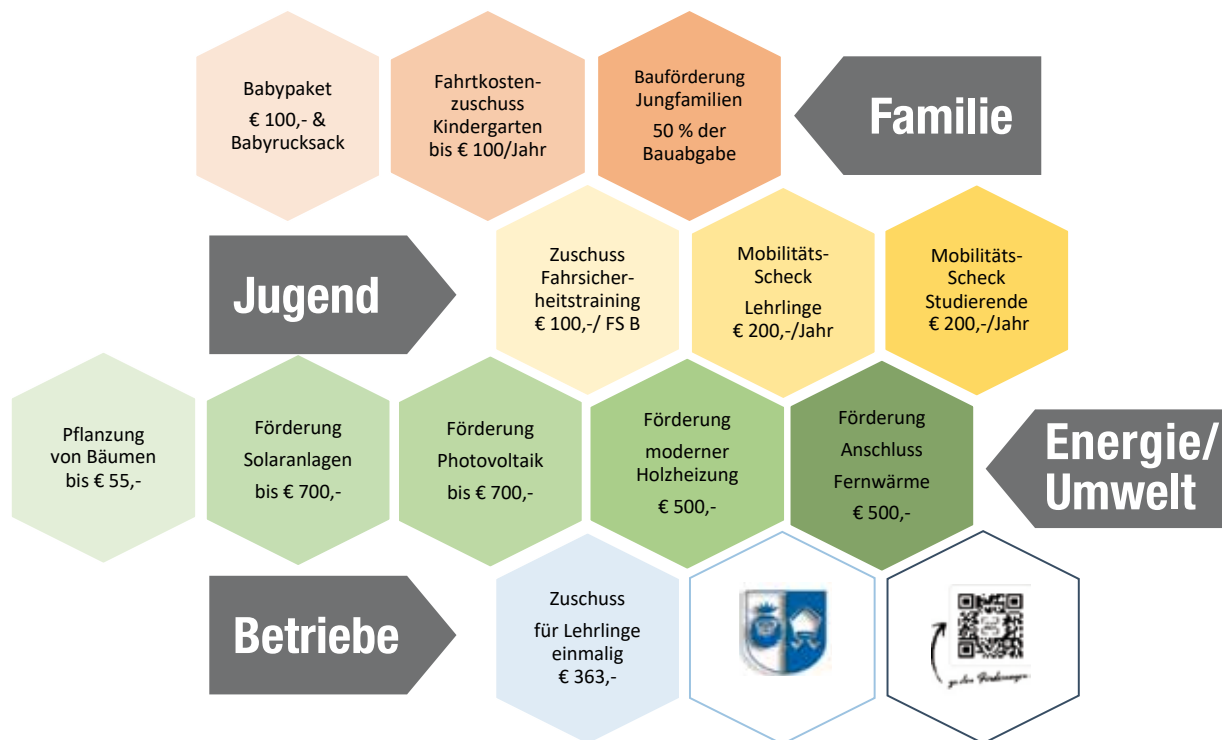 Babypaket
€ 100,- &
Babyrucksack
Fahrtkosten-
zuschuss
Kindergarten
bis € 100/Jahr
Bauförderung
Jungfamilien
50 % der
Bauabgabe
Familie
Jugend
Zuschuss
Fahrsicher-
heitstraining
€ 100,-/ FS B
Mobilitäts-
Scheck
Lehrlinge
€ 200,-/Jahr
Mobilitäts-
Scheck
Studierende
€ 200,-/Jahr
Pflanzung
von Bäumen
bis € 55,-
Förderung
Solaranlagen
bis € 700,-
Förderung
Photovoltaik
bis € 700,-
Förderung
moderner
Holzheizung
€ 500,-
Förderung
Anschluss
Fernwärme
€ 500,-
Energie/
Umwelt
Betriebe
Zuschuss
für Lehrlinge
einmalig
€ 363,-
zu den Förderungen